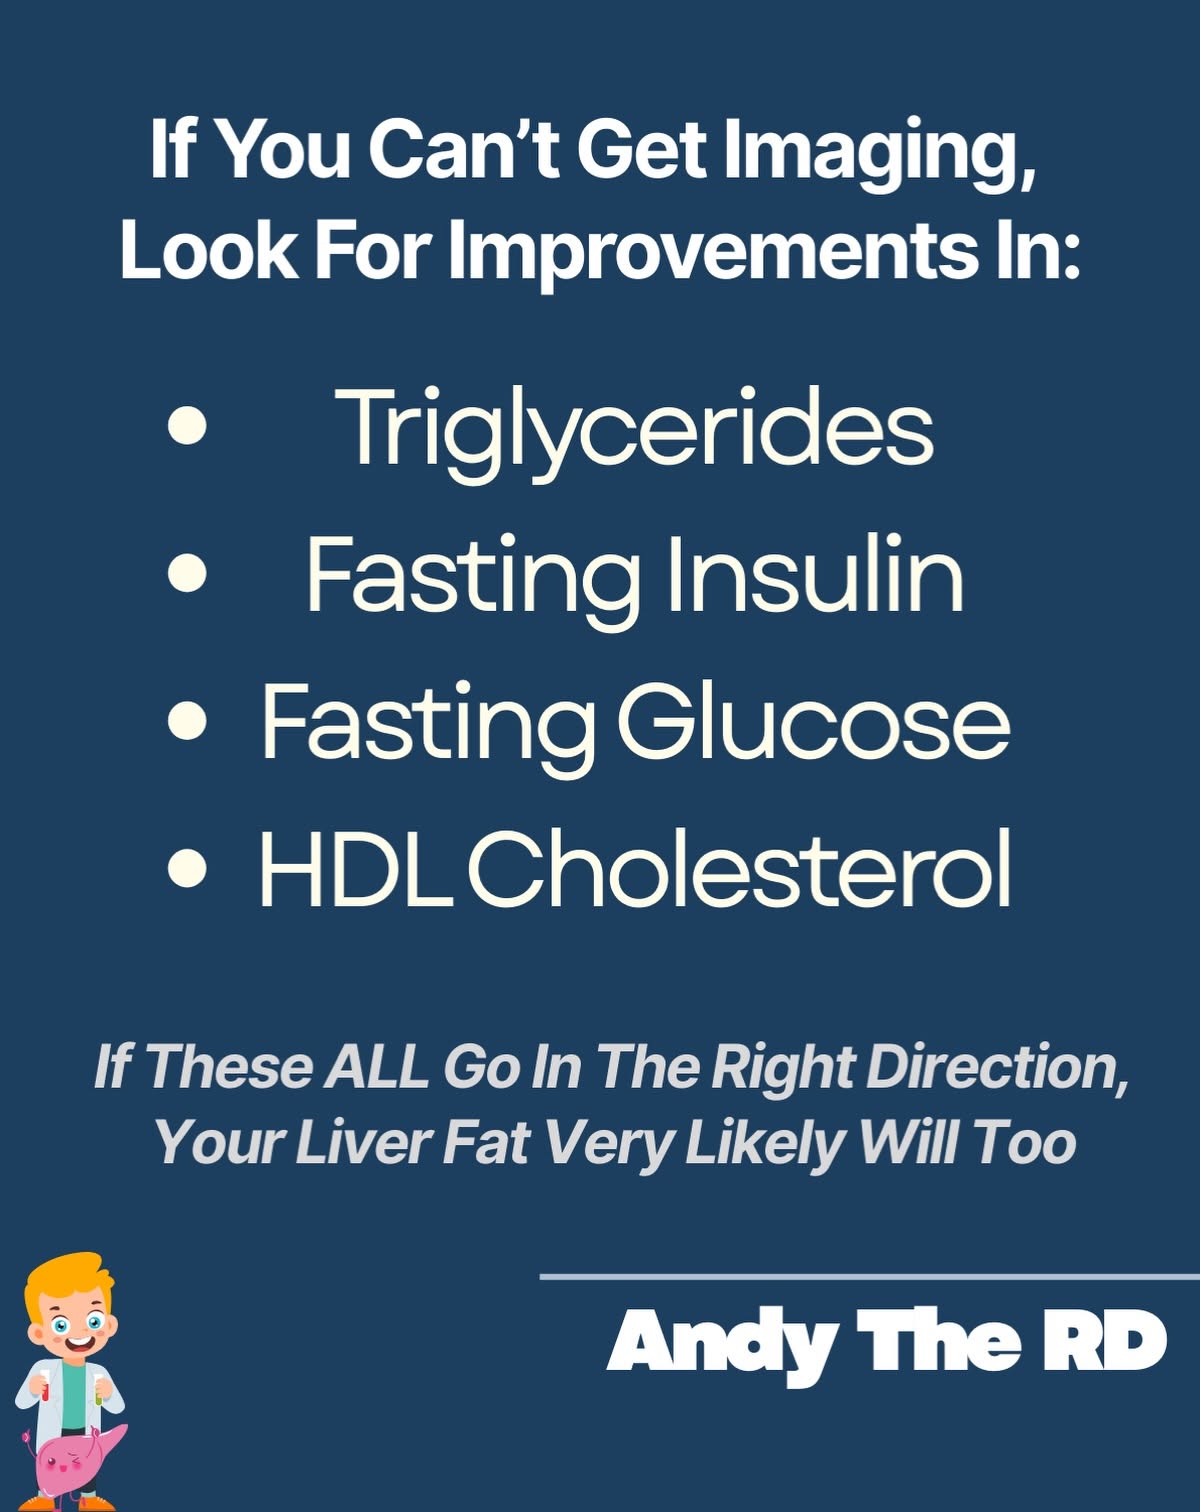 If You Can’t Get Imaging,
Look For Improvements In:
• Triglycerides
• Fasting Insulin
• Fasting Glucose
• HDL Cholesterol
If These ALL Go In The Right Direction,
Your Liver Fat Very Likely Will Too
Andy The RD